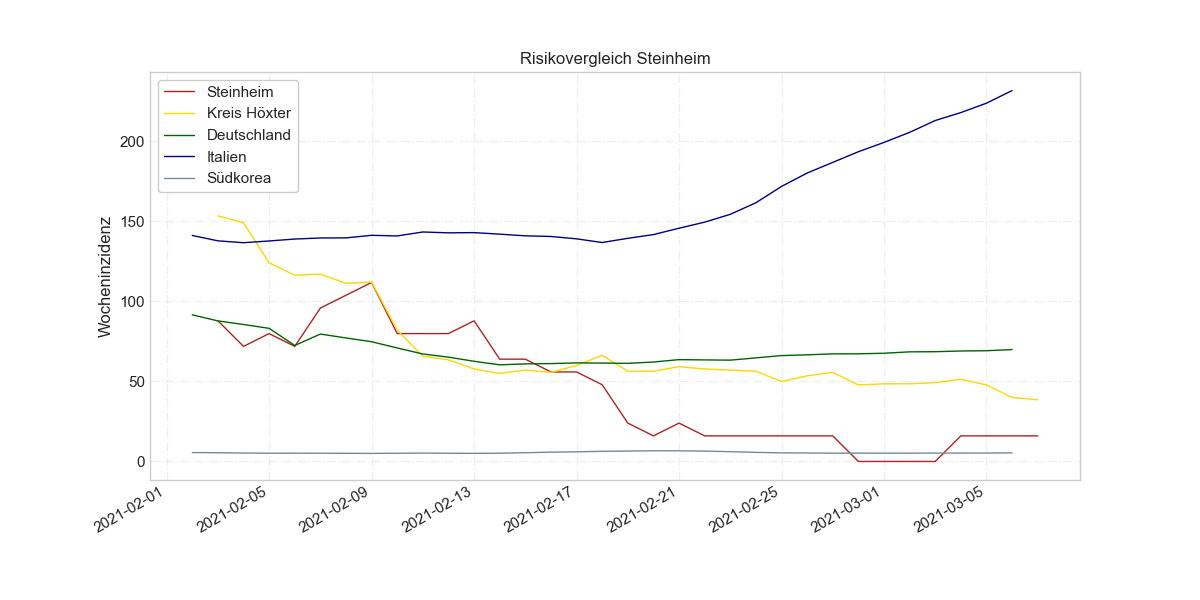 Risikovergleich Steinheim
Steinheim
Kreis Höxter
Deutschland
Italien
Südkorea
Wocheninzidenz
200
150
100
50
0
2021-02-01
2021-02-05
2021-02-09
2021-02-13
2021-02-17
2021-02-21
2021-02-25
2021-03-01
2021-03-05